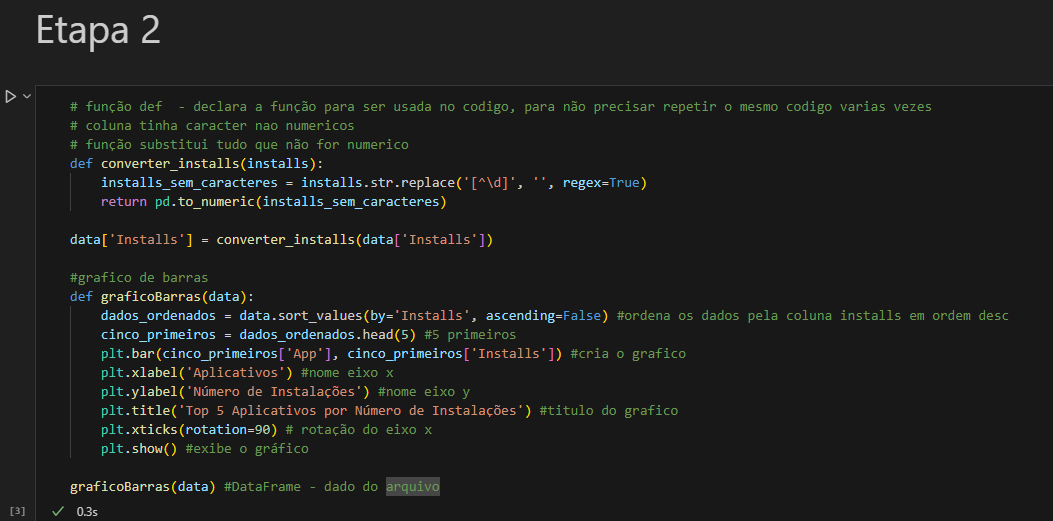 Etapa 2
# função def  - declara a função para ser usada no codigo, para não precisar repetir o mesmo codigo varias vezes
# coluna tinha caracter nao numericos
# função substitui tudo que não for numerico
def converter_installs(installs):
    installs_sem_caracteres = installs.str.replace('[^\d]', '', regex=True)
    return pd.to_numeric(installs_sem_caracteres)
data['Installs'] = converter_installs(data['Installs'])
#grafico de barras
def graficoBarras(data):
    dados_ordenados = data.sort_values(by='Installs', ascending=False) #ordena os dados pela coluna installs em ordem desc
    cinco_primeiros = dados_ordenados.head(5) #5 primeiros
    plt.bar(cinco_primeiros['App'], cinco_primeiros['Installs']) #cria o grafico
    plt.xlabel('Aplicativos') #nome eixo x
    plt.ylabel('Número de Instalações') #nome eixo y
    plt.title('Top 5 Aplicativos por Número de Instalações') #titulo do grafico
    plt.xticks(rotation=90) # rotação do eixo x
    plt.show() #exibe o gráfico
graficoBarras(data) #DataFrame - dado do arquivo
[3] 0.3s